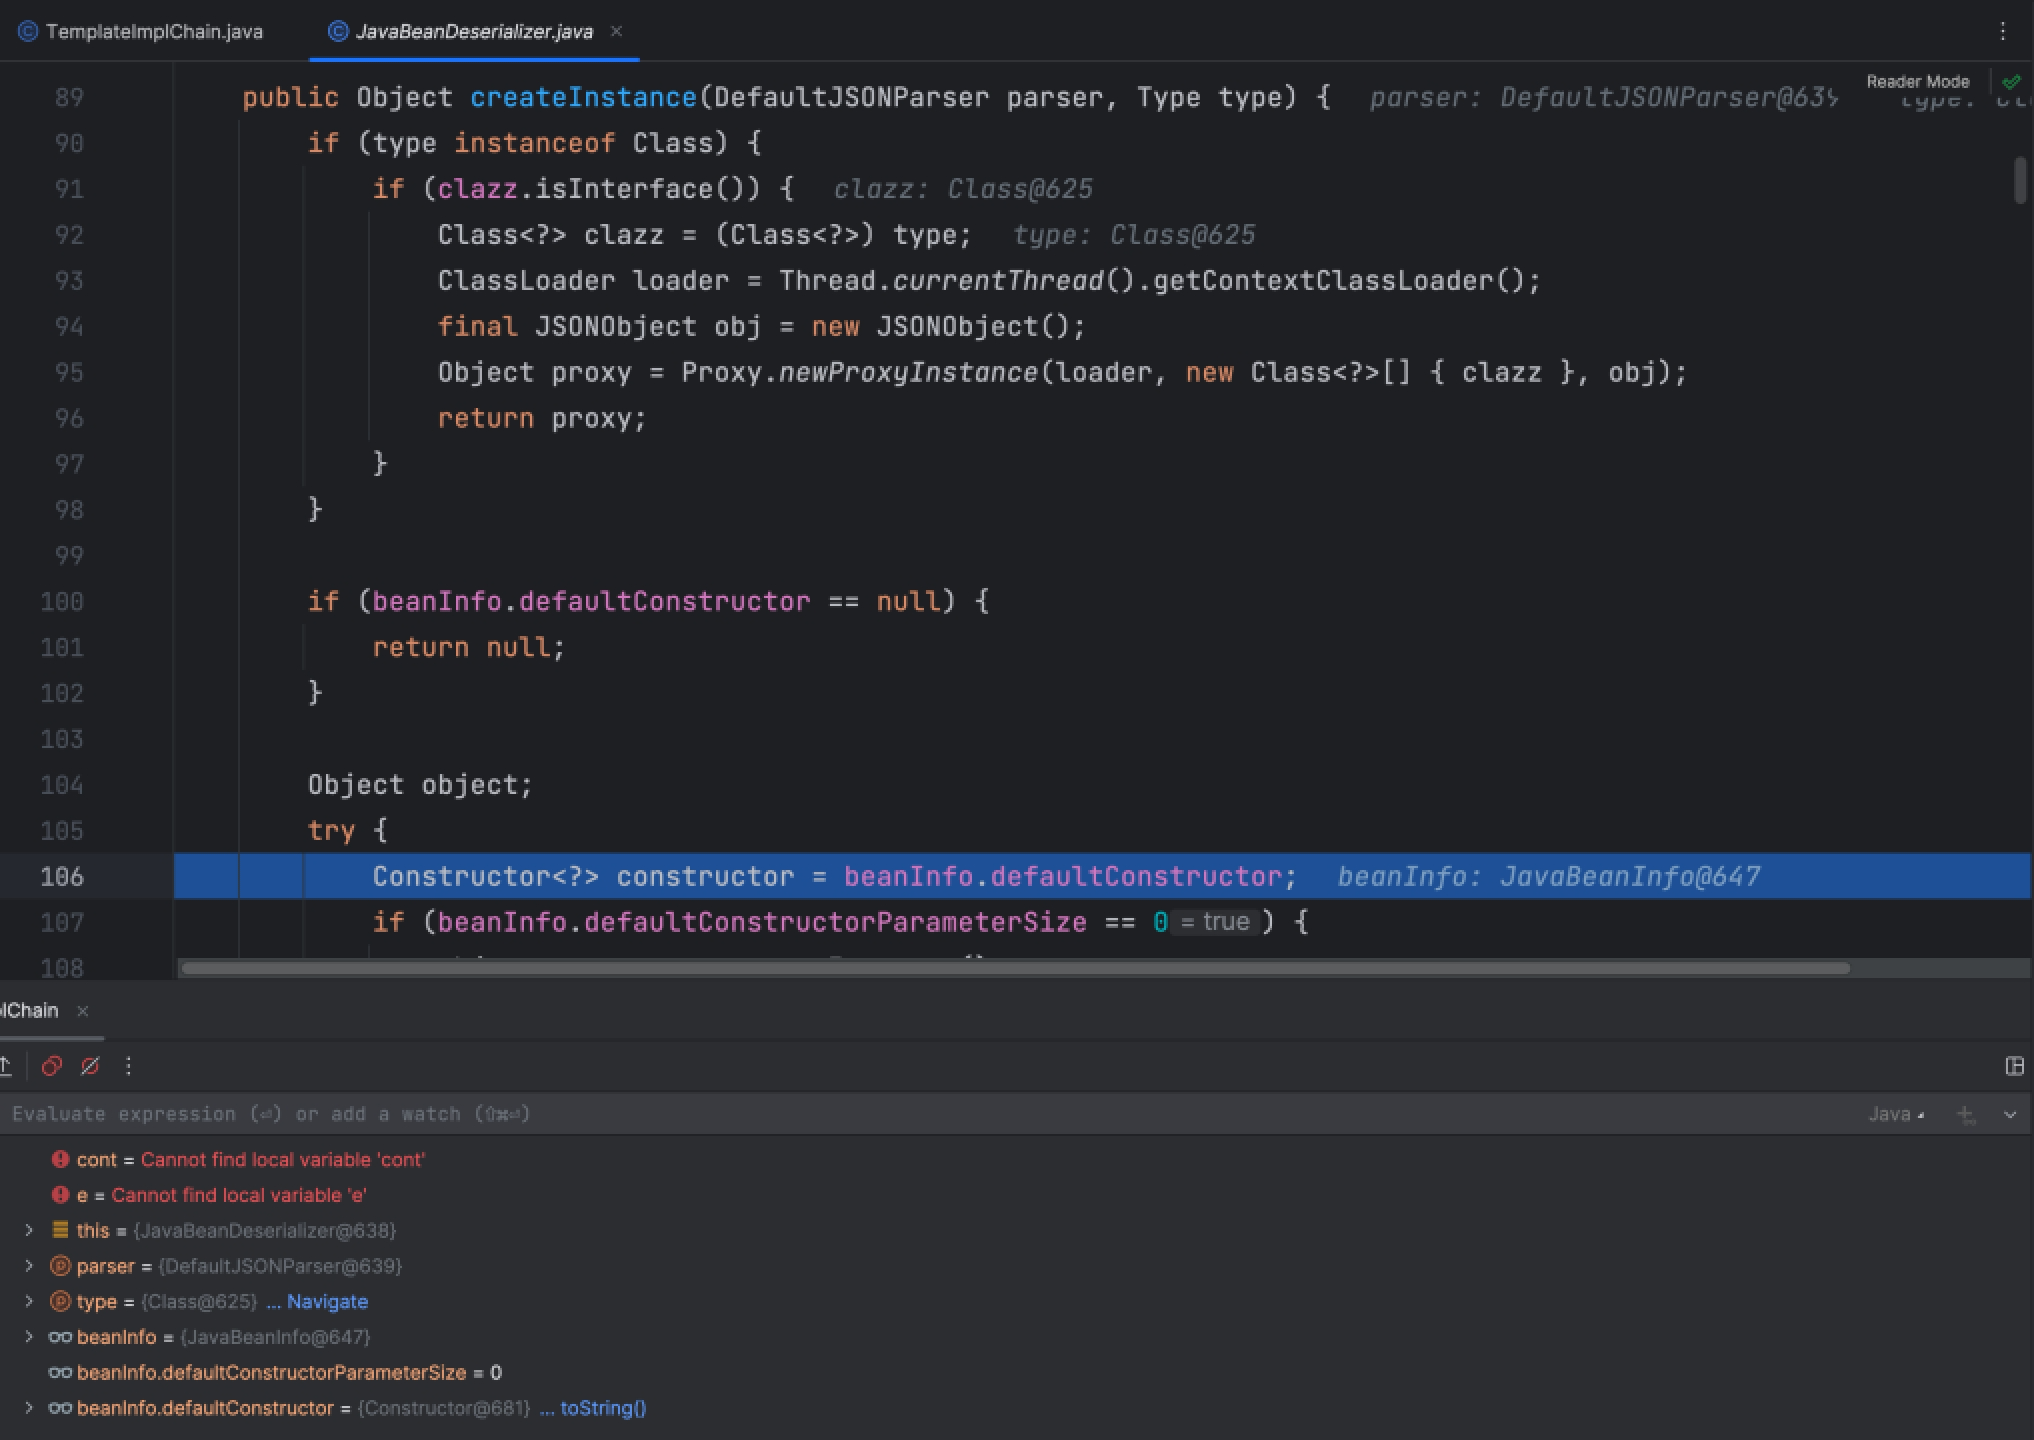 TemplateImplChain.java JavaBeanDeserializer.java
Reader Mode
89 public Object createInstance(DefaultJSONParser parser, Type type) { parser: DefaultJSONParser@639 type:
90 if (type instanceof Class) {
91 if (clazz.isInterface()) { clazz: Class@625
92 Class<?> clazz = (Class<?>) type; type: Class@625
93 ClassLoader loader = Thread.currentThread().getContextClassLoader();
94 final JSONObject obj = new JSONObject();
95 Object proxy = Proxy.newProxyInstance(loader, new Class<?>[] { clazz }, obj);
96 return proxy;
97 }
98 }
99
100 if (beanInfo.defaultConstructor == null) {
101 return null;
102 }
103
104 Object object;
105 try {
106 Constructor<?> constructor = beanInfo.defaultConstructor; beanInfo: JavaBeanInfo@647
107 if (beanInfo.defaultConstructorParameterSize == 0 = true ) {
108
lChain
Evaluate expression (⏎) or add a watch (⇧⌘⏎) Java
cont = Cannot find local variable 'cont'
e = Cannot find local variable 'e'
this = {JavaBeanDeserializer@638}
parser = {DefaultJSONParser@639}
type = {Class@625} ... Navigate
beanInfo = {JavaBeanInfo@647}
beanInfo.defaultConstructorParameterSize = 0
beanInfo.defaultConstructor = {Constructor@681} ... toString()